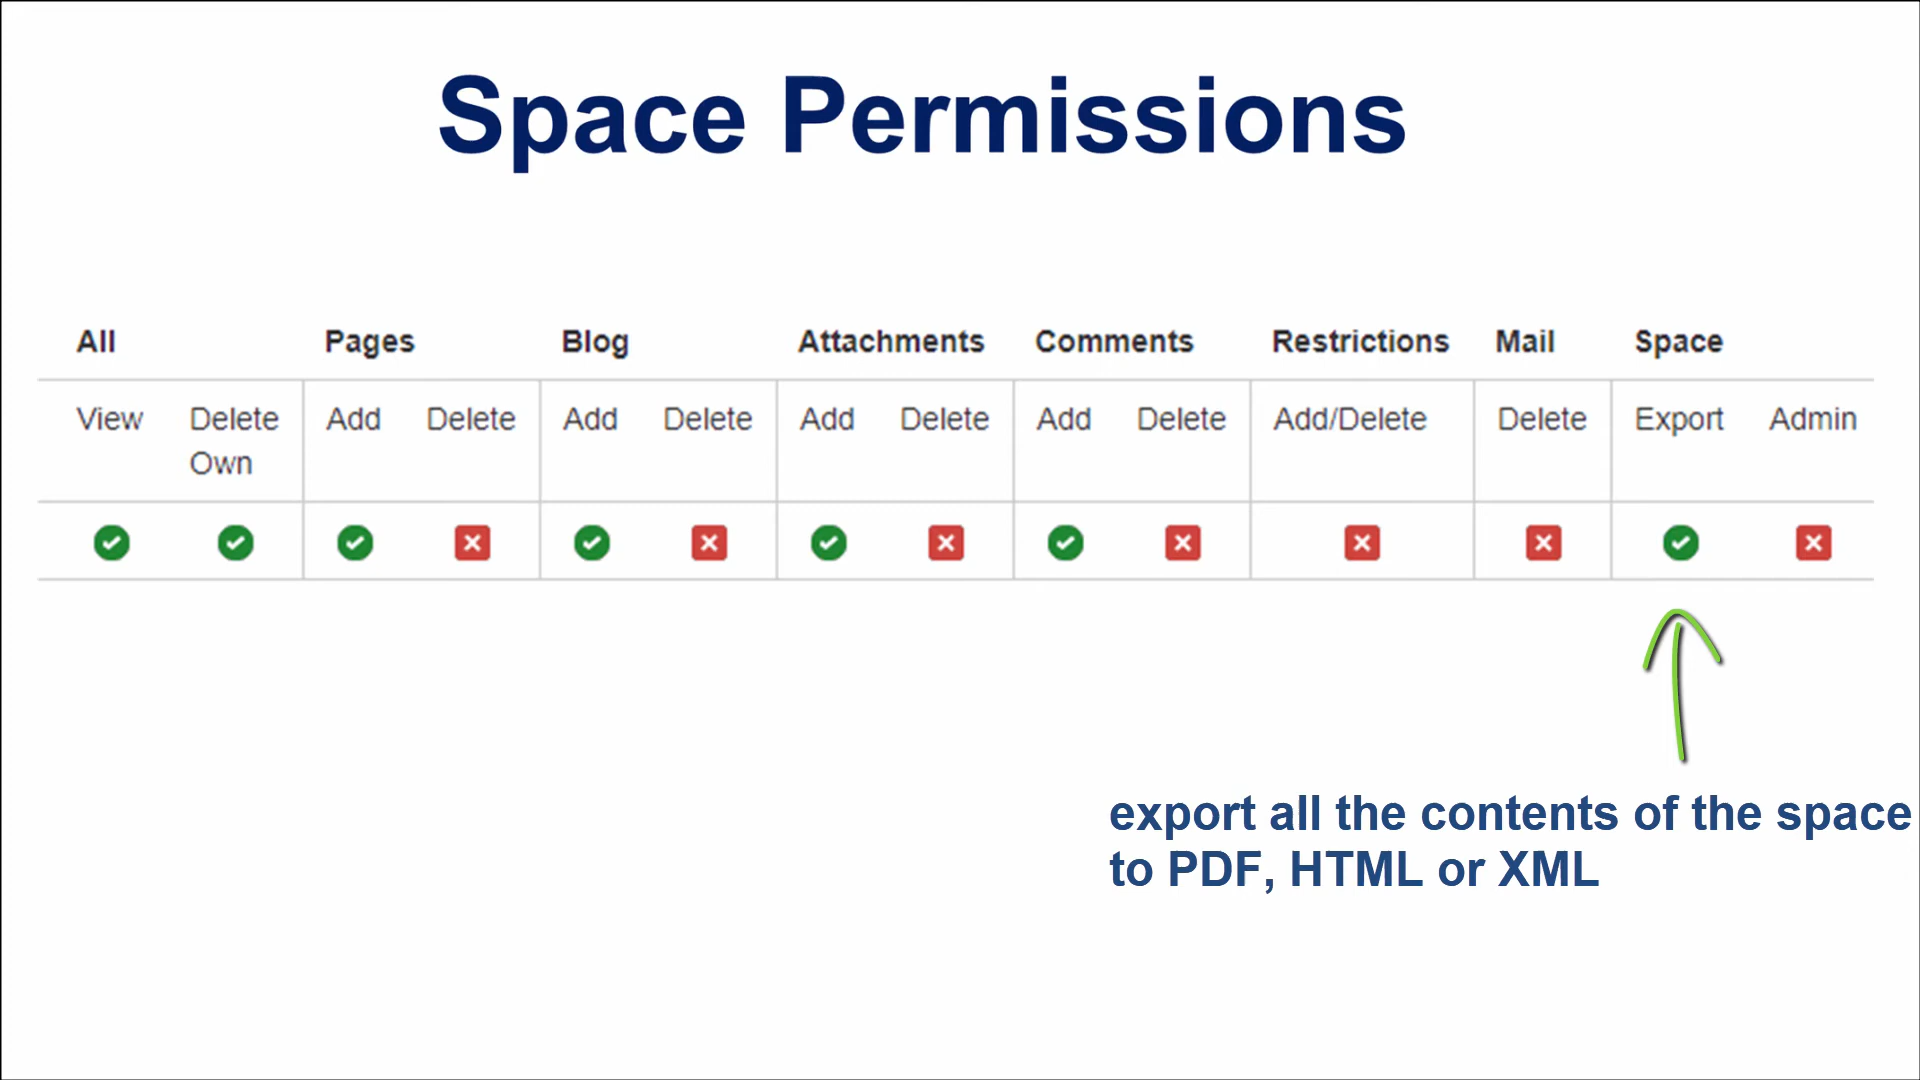 Space Permissions
All Pages Blog Attachments Comments Restrictions Mail Space
View Delete Add Delete Add Delete Add Delete Add Delete Add/Delete Delete Export Admin
Own
export all the contents of the space
to PDF, HTML or XML